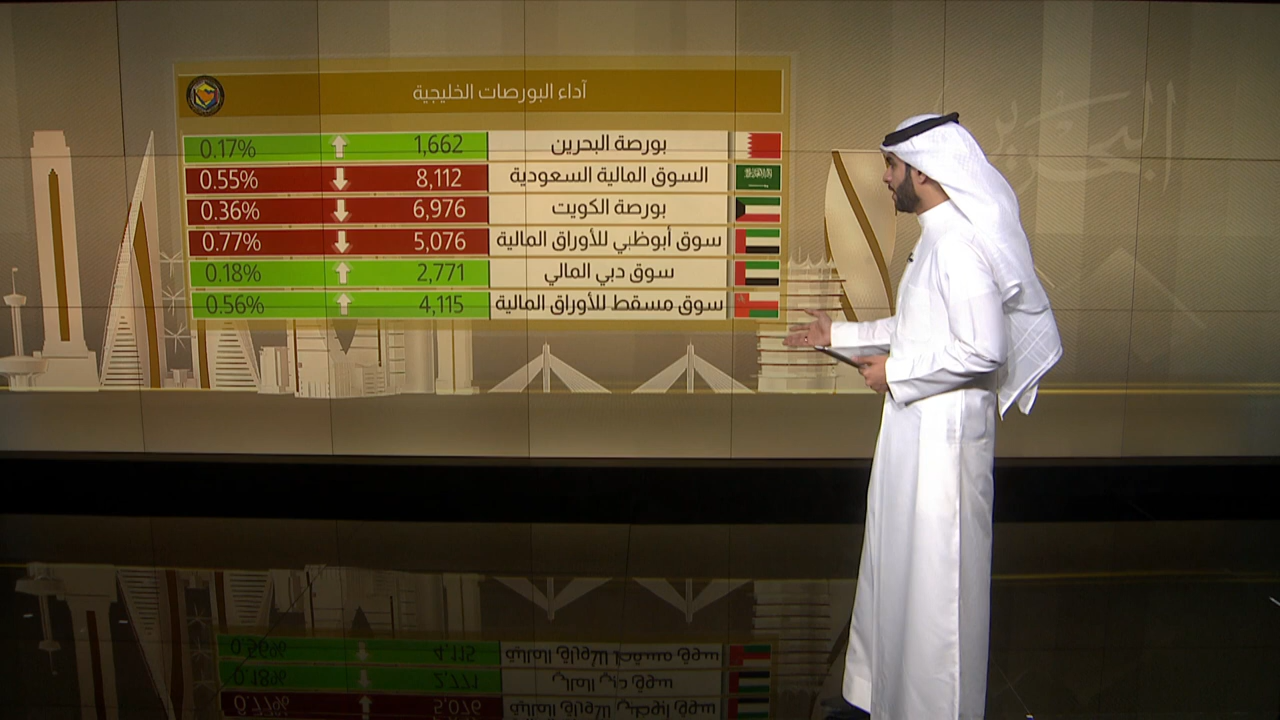 آداء البورصات الخليجية
بورصة البحرين 1,662 0.17%
السوق المالية السعودية 8,112 0.55%
بورصة الكويت 6,976 0.36%
سوق أبوظبي للأوراق المالية 5,076 0.77%
سوق دبي المالي 2,771 0.18%
سوق مسقط للأوراق المالية 4,115 0.56%
البحرين